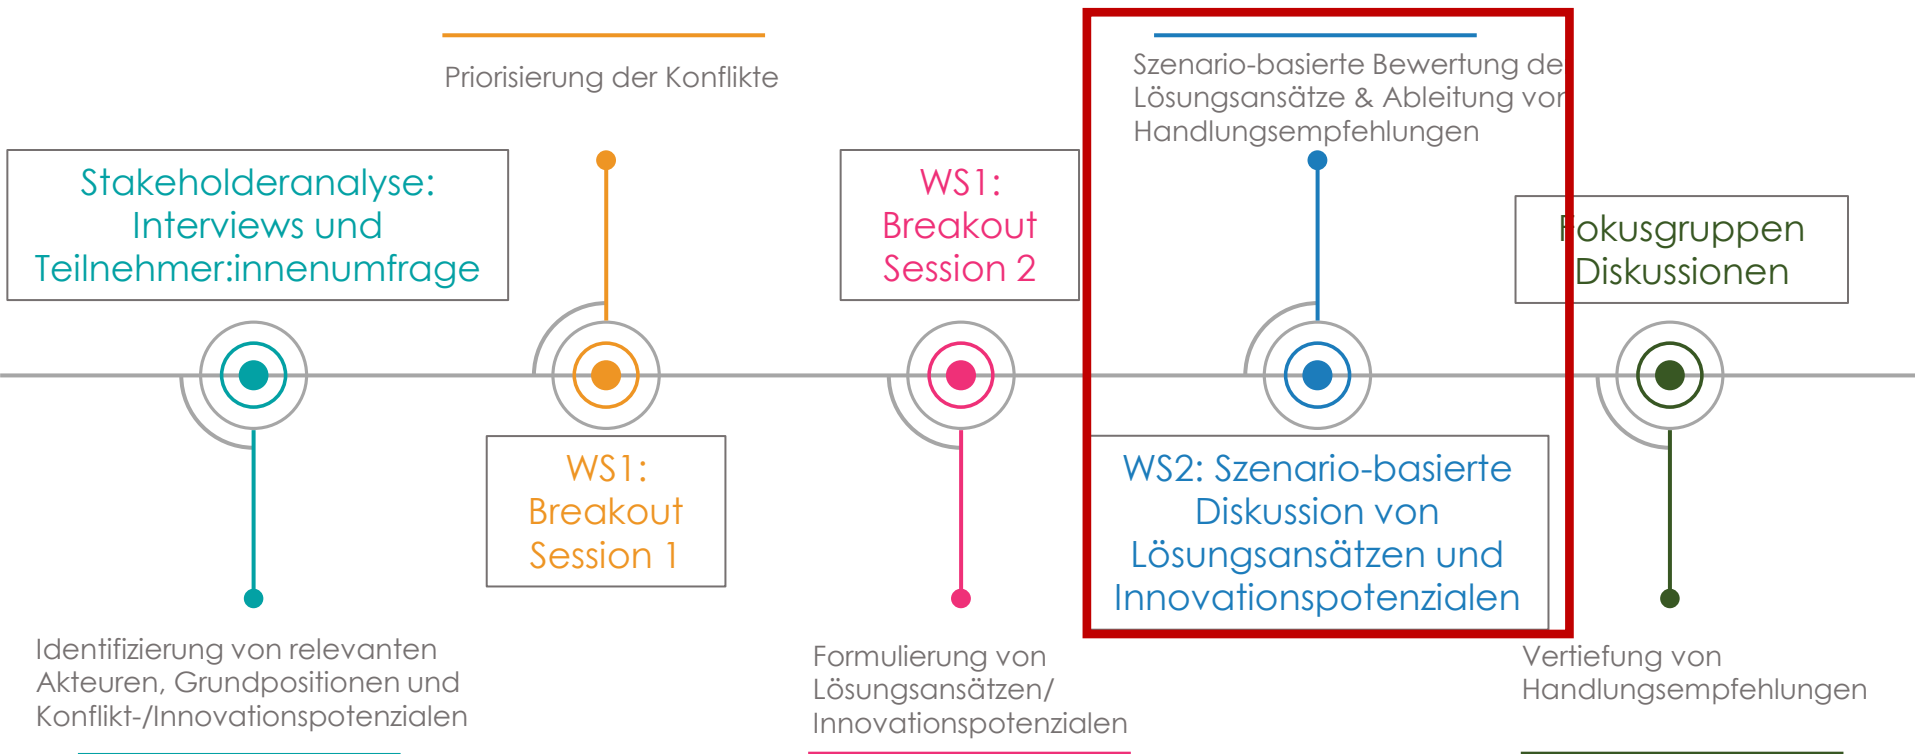 Priorisierung der Konflikte
Szenario-basierte Bewertung de
Lösungsansätze & Ableitung von
Handlungsempfehlungen
Stakeholderanalyse:
Interviews und
Teilnehmer:innenumfrage
WS1:
Breakout
Session 2
Fokusgruppen
Diskussionen
WS1:
Breakout
Session 1
WS2: Szenario-basierte
Diskussion von
Lösungsansätzen und
Innovationspotenzialen
Identifizierung von relevanten
Akteuren, Grundpositionen und
Konflikt-/Innovationspotenzialen
Formulierung von
Lösungsansätzen/
Innovationspotenzialen
Vertiefung von
Handlungsempfehlungen